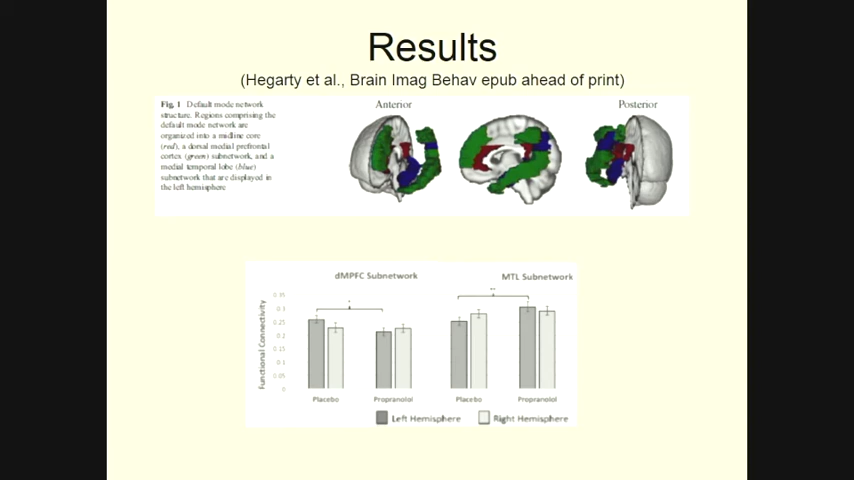 Results
(Hegarty et al., Brain Imag Behav epub ahead of print)
Fig. 1 Default mode network
structure. Regions comprising the
default mode network are
organized into a midline core
(red), a dorsal medial prefrontal
cortex (green) subnetwork, and a
medial temporal lobe (blue)
subnetwork that are displayed in
the left hemisphere
Anterior
Posterior
dMPFC Subnetwork
MTL Subnetwork
Functional Connectivity
0.35
0.3
0.25
0.2
0.15
0.1
0.05
0
*
**
Placebo
Propranolol
Placebo
Propranolol
Left Hemisphere
Right Hemisphere